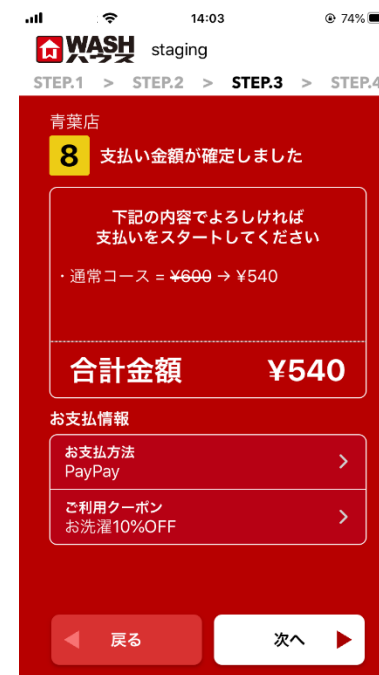 14:03
74%
WASH
ハウス
staging
STEP.1 > STEP.2 > STEP.3 > STEP.4
青葉店
8 支払い金額が確定しました
下記の内容でよろしければ
支払いをスタートしてください
・通常コース = ¥600 → ¥540
合計金額 ¥540
お支払情報
お支払方法
PayPay
ご利用クーポン
お洗濯10%OFF
戻る
次へ